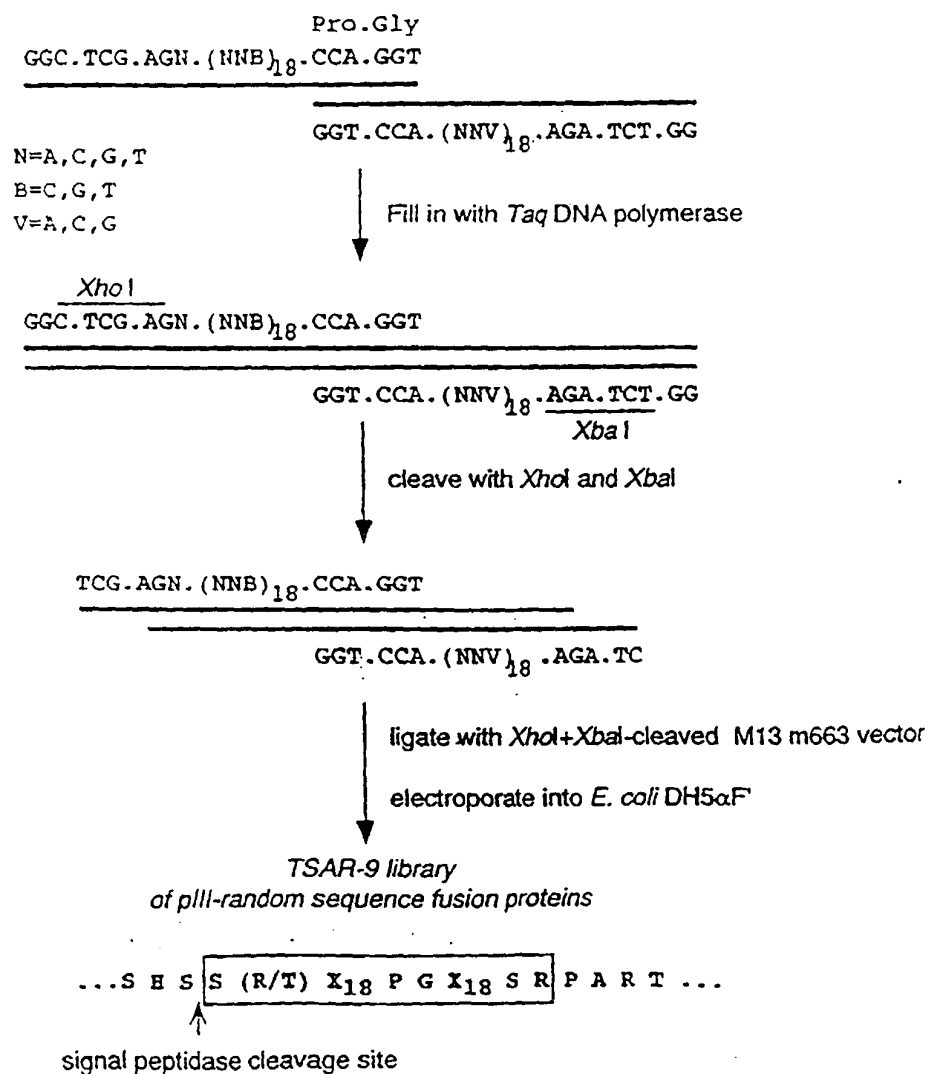 Pro.Gly
GGC.TCG.AGN.(NNB)18.CCA.GGT
GGT.CCA.(NNV)18.AGA.TCT.GG
N=A,C,G,T
B=C,G,T
V=A,C,G
Fill in with Taq DNA polymerase
Xho I
GGC.TCG.AGN.(NNB)18.CCA.GGT
GGT.CCA.(NNV)18.AGA.TCT.GG
Xba I
cleave with XhoI and XbaI
TCG.AGN.(NNB)18.CCA.GGT
GGT.CCA.(NNV)18.AGA.TC
ligate with XhoI+XbaI-cleaved M13 m663 vector
electroporate into E. coli DH5αF'
TSAR-9 library
of pIII-random sequence fusion proteins
...S H S S (R/T) X18 P G X18 S R P A R T ...
signal peptidase cleavage site